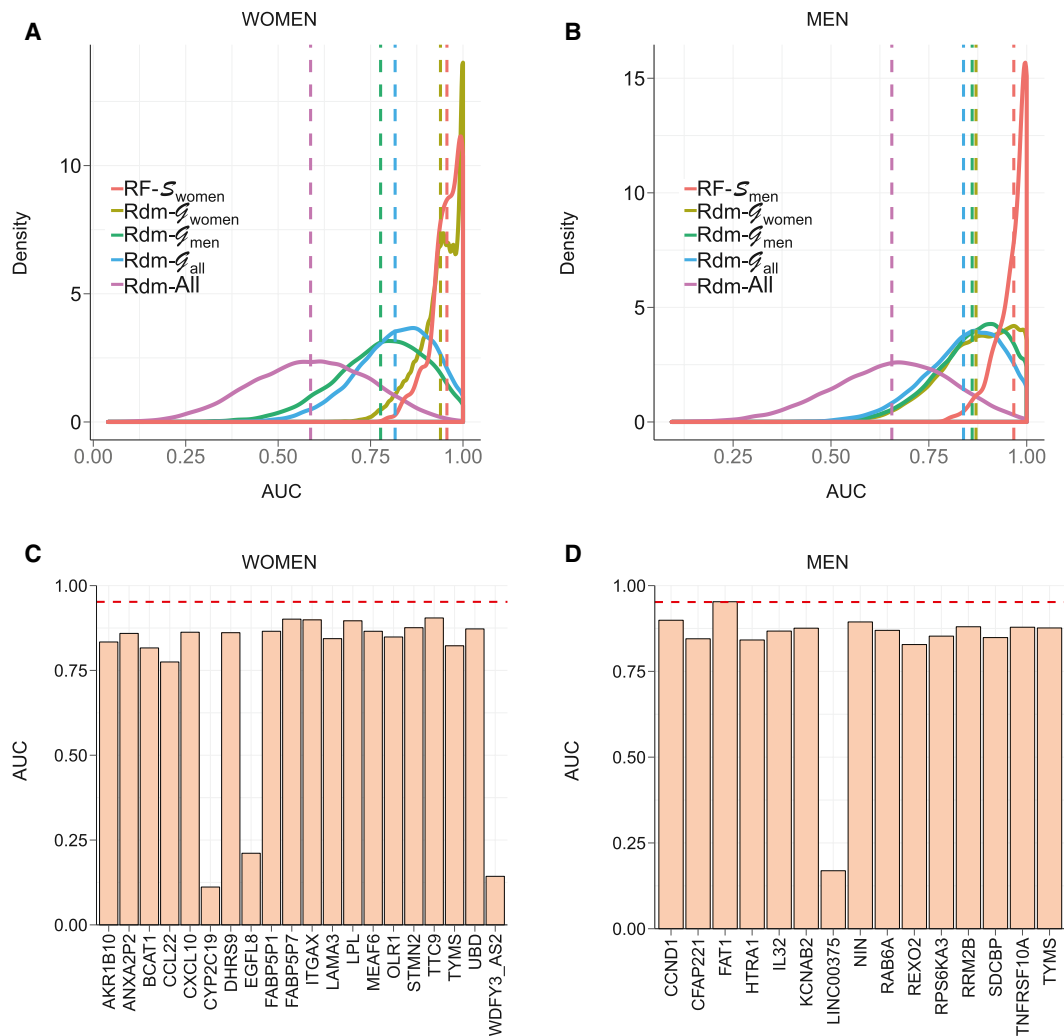 A
WOMEN
Density
10
5
0
RF-𝒮women
Rdm-𝒢women
Rdm-𝒢men
Rdm-𝒢all
Rdm-All
0.00 0.25 0.50 0.75 1.00
AUC
B
MEN
Density
15
10
5
0
RF-𝒮men
Rdm-𝒢women
Rdm-𝒢men
Rdm-𝒢all
Rdm-All
0.25 0.50 0.75 1.00
AUC
C
WOMEN
AUC
1.00
0.75
0.50
0.25
0.00
AKR1B10
ANXA2P2
BCAT1
CCL22
CXCL10
CYP2C19
DHRS9
EGFL8
FABP5P1
FABP5P7
ITGAX
LAMA3
LPL
MEAF6
OLR1
STMN2
TTC9
TYMS
UBD
WDFY3_AS2
D
MEN
AUC
1.00
0.75
0.50
0.25
0.00
CCND1
CFAP221
FAT1
HTRA1
IL32
KCNAB2
LINC00375
NIN
RAB6A
REXO2
RPS6KA3
RRM2B
SDCBP
TNFRSF10A
TYMS